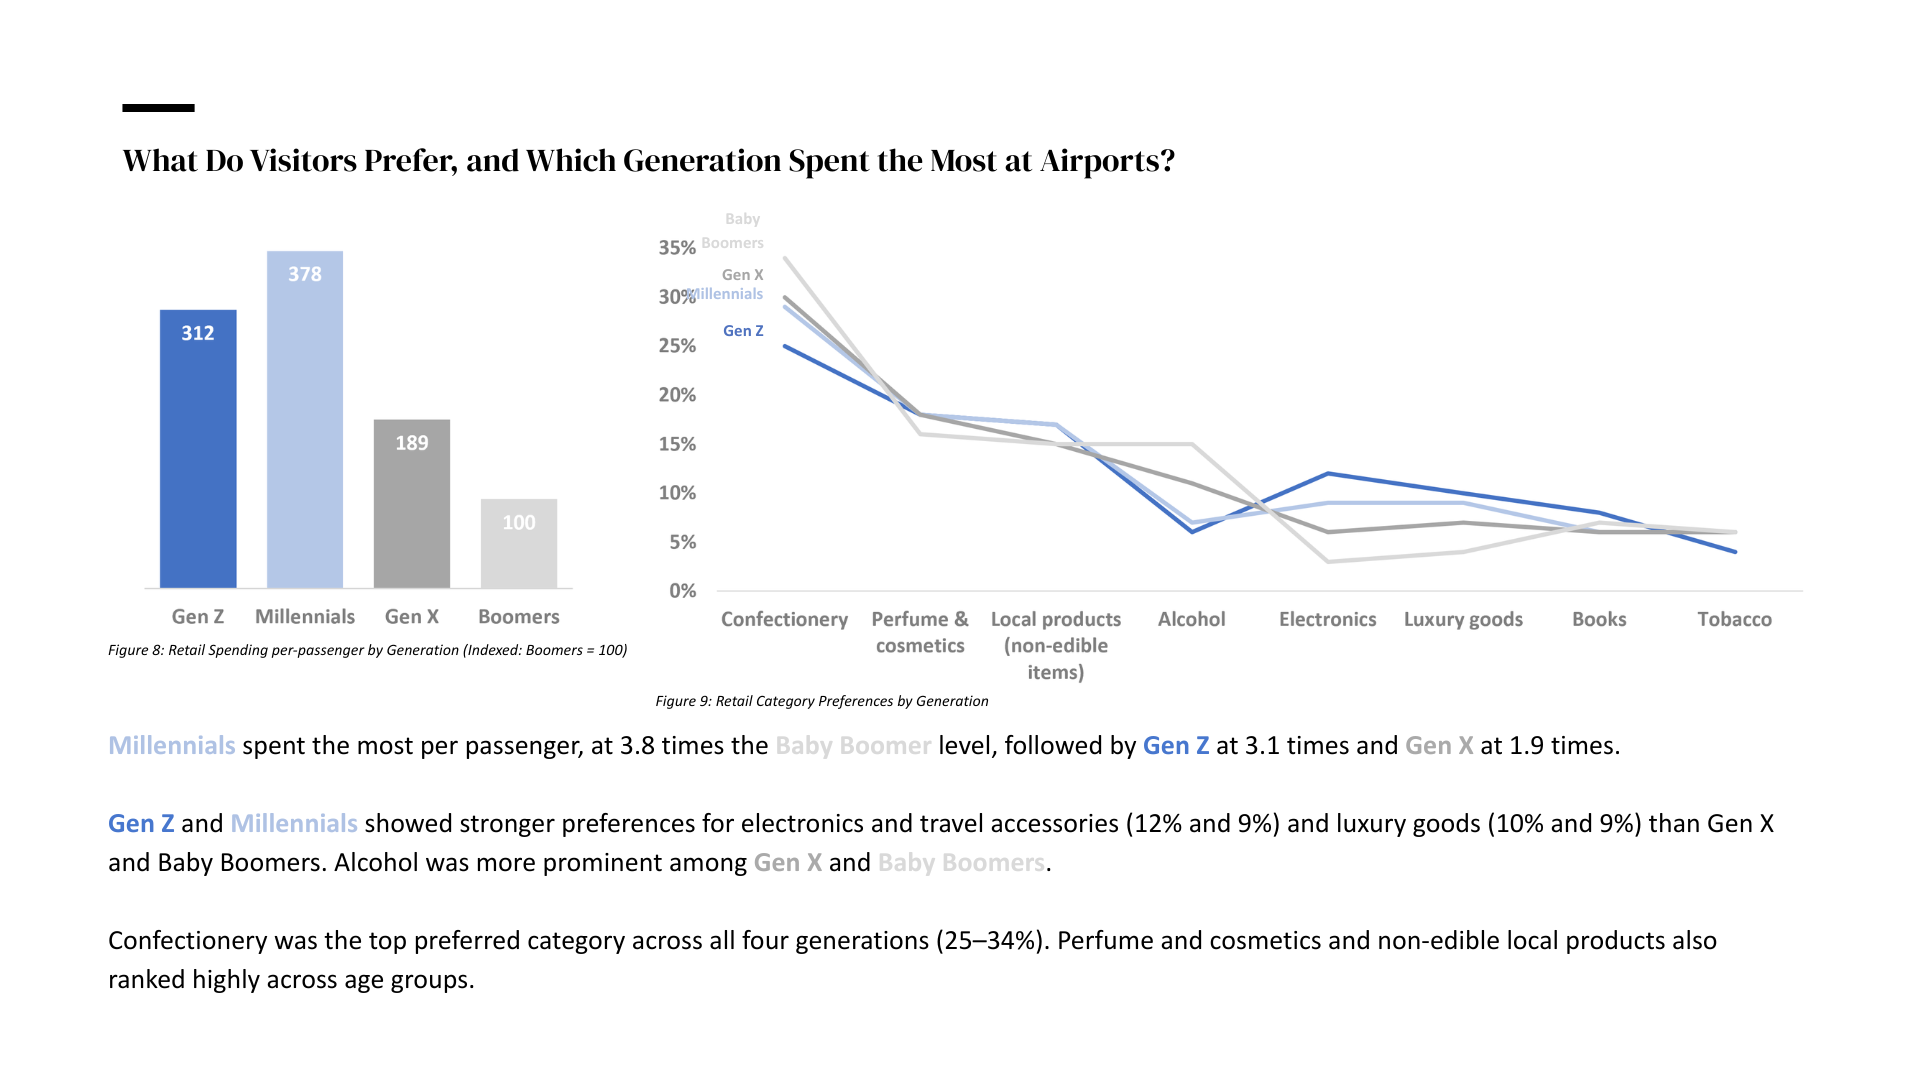 What Do Visitors Prefer, and Which Generation Spent the Most at Airports?
312
378
189
100
Gen Z
Millennials
Gen X
Boomers
Figure 8: Retail Spending per-passenger by Generation (Indexed: Boomers = 100)
Baby
Boomers
Gen X
Millennials
Gen Z
35%
30%
25%
20%
15%
10%
5%
0%
Confectionery
Perfume &
cosmetics
Local products
(non-edible
items)
Alcohol
Electronics
Luxury goods
Books
Tobacco
Figure 9: Retail Category Preferences by Generation
Millennials spent the most per passenger, at 3.8 times the Baby Boomer level, followed by Gen Z at 3.1 times and Gen X at 1.9 times.
Gen Z and Millennials showed stronger preferences for electronics and travel accessories (12% and 9%) and luxury goods (10% and 9%) than Gen X
and Baby Boomers. Alcohol was more prominent among Gen X and Baby Boomers.
Confectionery was the top preferred category across all four generations (25–34%). Perfume and cosmetics and non-edible local products also
ranked highly across age groups.